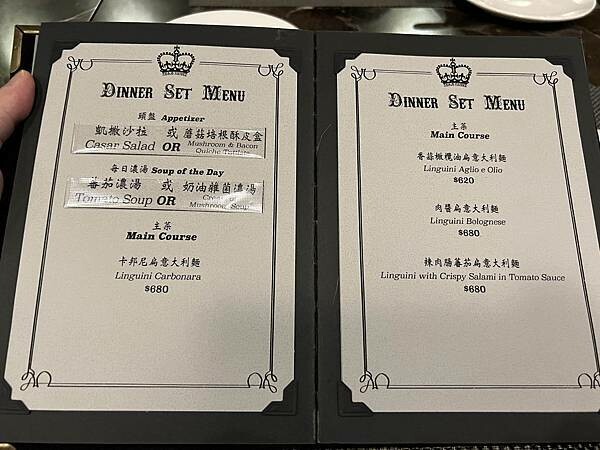 DINNER SET MENU
頭盤 Appetizer
凱撒沙拉 或 蘑菇培根酥皮盒
Casar Salad OR Mushroom & Bacon
Quiche Tartlets
每日濃湯 Soup of the Day
蕃茄濃湯 或 奶油雜菌濃湯
Tomato Soup OR Cream of
Mushroom Soup
主菜
Main Course
卡邦尼扁意大利麵
Linguini Carbonara
$680
DINNER SET MENU
主菜
Main Course
香蒜橄欖油扁意大利麵
Linguini Aglio e Olio
$620
肉醬扁意大利麵
Linguini Bolognese
$680
辣肉腸蕃茄扁意大利麵
Linguini with Crispy Salami in Tomato Sauce
$680